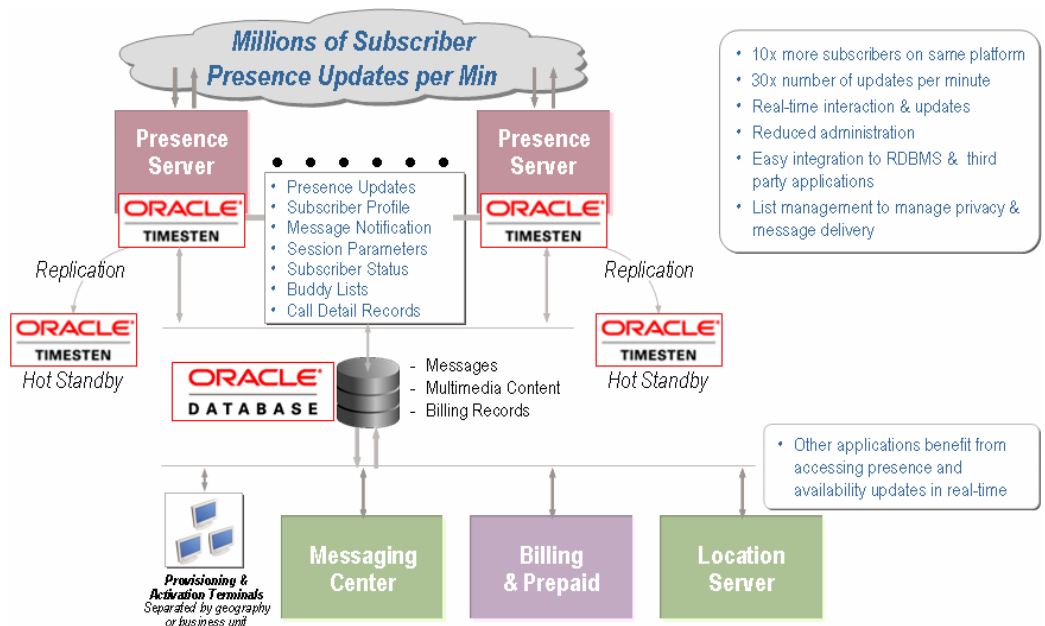 Millions of Subscriber
Presence Updates per Min
• 10x more subscribers on same platform
• 30x number of updates per minute
• Real-time interaction & updates
• Reduced administration
• Easy integration to RDBMS & third
party applications
• List management to manage privacy &
message delivery
Presence
Server
ORACLE®
TIMESTEN
• Presence Updates
• Subscriber Profile
• Message Notification
• Session Parameters
• Subscriber Status
• Buddy Lists
• Call Detail Records
Presence
Server
ORACLE®
TIMESTEN
Replication
ORACLE®
TIMESTEN
Hot Standby
Replication
ORACLE®
TIMESTEN
Hot Standby
ORACLE®
DATABASE
- Messages
- Multimedia Content
- Billing Records
• Other applications benefit from
accessing presence and
availability updates in real-time
Provisioning &
Activation Terminals
Separated by geography
or business unit
Messaging
Center
Billing
& Prepaid
Location
Server